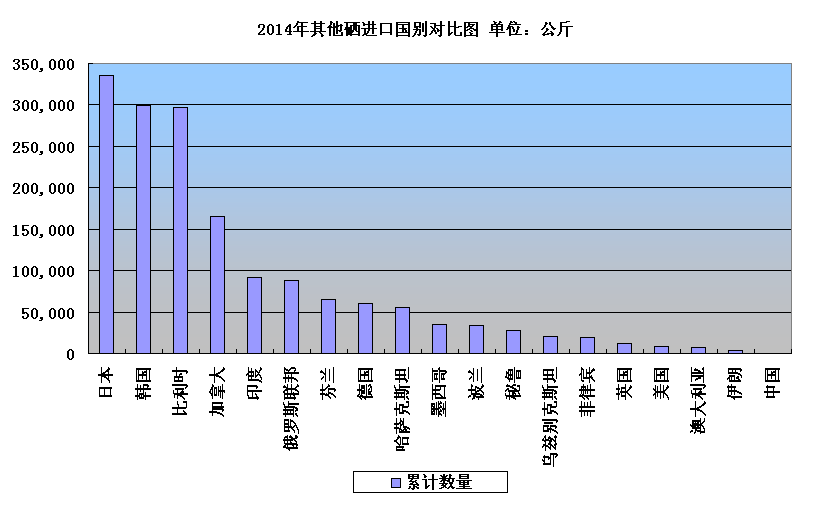 2014年其他硒进口国别对比图 单位：公斤
350,000
300,000
250,000
200,000
150,000
100,000
50,000
0
日本
韩国
比利时
加拿大
印度
俄罗斯联邦
芬兰
德国
哈萨克斯坦
墨西哥
波兰
秘鲁
乌兹别克斯坦
菲律宾
英国
美国
澳大利亚
伊朗
中国
累计数量